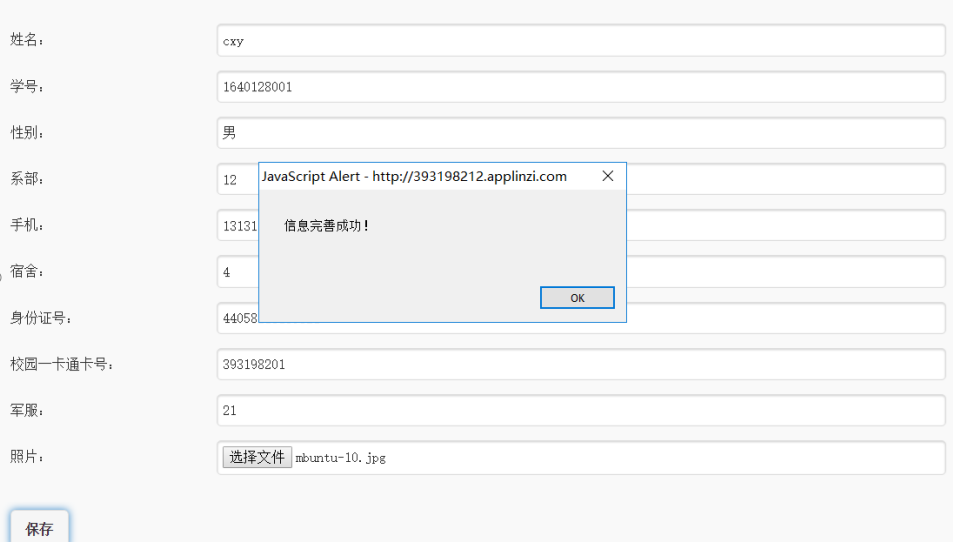 姓名: cxy
学号: 1640128001
性别: 男
JavaScript Alert - http://393198212.applinzi.com
系部: 12
手机: 13131
信息完善成功!
宿舍: 4
OK
身份证号: 44058
校园一卡通卡号: 393198201
军服: 21
照片: 选择文件 mbuntu-10.jpg
保存